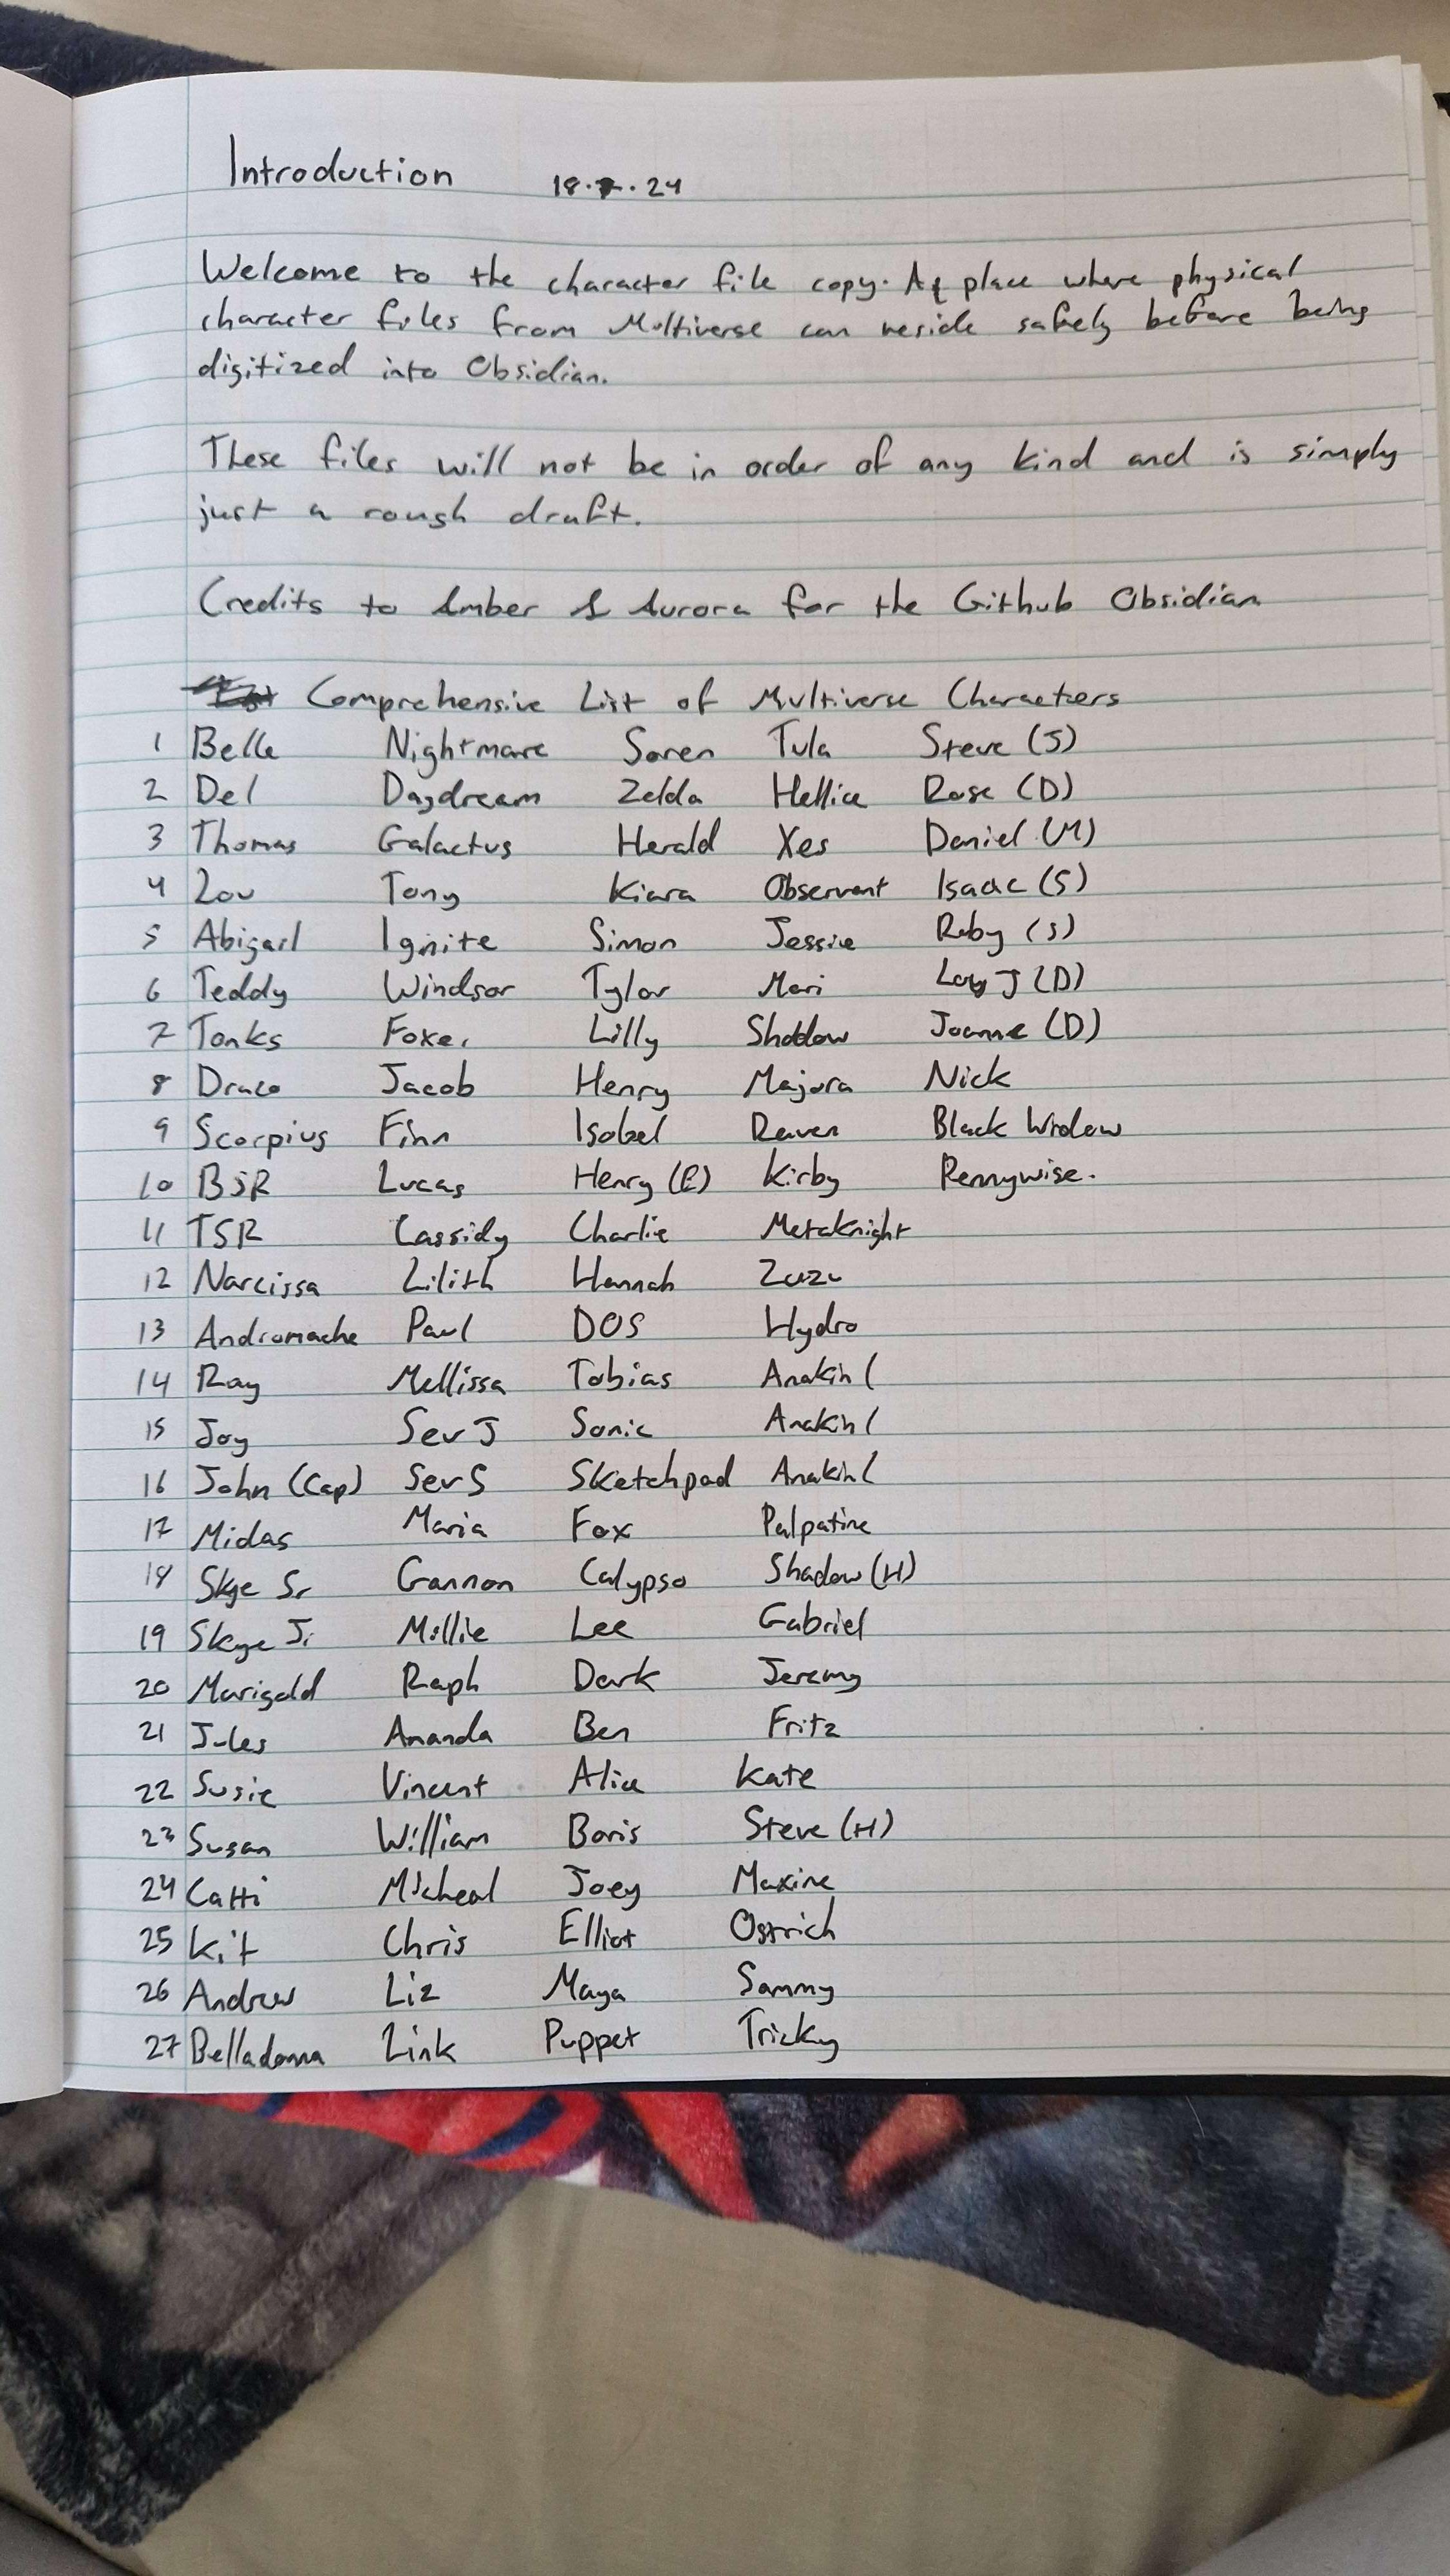 Introduction 18.7.24
Welcome to the character file copy. A place where physical
character files from Multiverse can reside safely before being
digitized into Obsidian.
These files will not be in order of any kind and is simply
just a rough draft.
Credits to Amber & Aurora for the Github Obsidian
Comprehensive List of Multiverse Characters
1 Belle Nightmare Soren Tula Steve (J)
2 Del Daydream Zelda Hellice Rose (D)
3 Thomas Galactus Herald Xes Daniel (M)
4 Lou Tony Kiara Observant Isaac (S)
5 Abigail Ignite Simon Jessie Ruby (S)
6 Teddy Windsor Tylor Mari J (D)
7 Tonks Foxer Lilly Shadow Joanne (D)
8 Draco Jacob Henry Majora Nick
9 Scorpius Finn Isobel Raven Black Widow
10 BSR Lucas Henry (E) Kirby Pennywise.
11 TSR Cassidy Charlie MetaKnight
12 Narcissa Lilith Hannah Zuzu
13 Andromache Paul DOS Hydro
14 Ray Mellissa Tobias Anakin (
15 Joy Sev J Sonic Anakin (
16 John (Cap) Sev S Sketchpad Anakin (
17 Midas Maria Fox Palpatine
18 Skye Sr Gannon Calypso Shadow (H)
19 Skye Jr Millie Lee Gabriel
20 Marigold Raph Dark Jeremy
21 Jules Ananda Ben Fritz
22 Susie Vincent Alice Kate
23 Susan William Boris Steve (H)
24 Catti Micheal Joey Maxine
25 Kit Chris Elliot Ostrich
26 Andrew Liz Maya Sammy
27 Belladonna Link Puppet Tricky